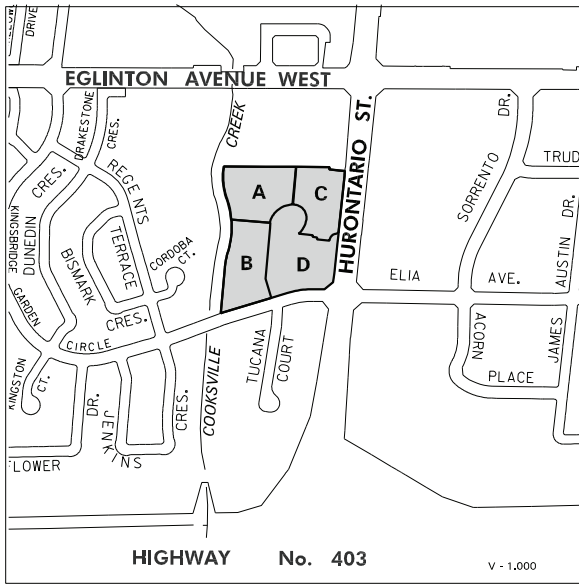 DRIVE
EGLINTON AVENUE WEST
DRAKESTONE
CRES.
CREEK
HURONTARIO ST.
DR.
SORRENTO
TRUD
DR.
AUSTIN
REGENTS
TERRACE
CRES.
DUNEDIN
KINGSBRIDGE
BISMARK
CRES.
CORDOBA
CT.
GARDEN
CIRCLE
A
C
B
D
ELIA AVE.
KINGSTON
CT.
DR.
JENKINS
CRES.
COOKSVILLE
TUCANA
COURT
ACORN
PLACE
JAMES
FLOWER
HIGHWAY No. 403
V - 1.000